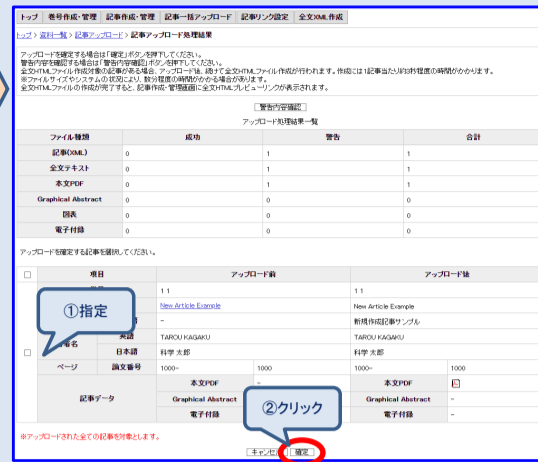 トップ 巻号作成・管理 記事作成・管理 記事一括アップロード 記事リンク設定 全文XML作成
トップ > 資料一覧 > 記事アップロード > 記事アップロード処理結果
アップロードを確定する場合は「確定」ボタンを押下してください。
警告内容を確認する場合は「警告内容確認」ボタンを押下してください。
全文HTMLファイル作成対象の記事がある場合、アップロード後、続けて全文HTMLファイル作成が行われます。作成には1記事当たり約3秒程度の時間がかかります。
※ファイルサイズやシステムの状況により、数分程度の時間がかかる場合があります。
全文HTMLファイルの作成が完了すると、記事作成・管理画面に全文HTMLプレビューリンクが表示されます。
警告内容確認
アップロード処理結果一覧
ファイル種類 成功 警告 合計
記事(XML) 0 1 1
全文テキスト 0 1 1
本文PDF 0 1 1
Graphical Abstract 0 0 0
図表 0 0 0
電子付録 0 0 0
アップロードを確定する記事を選択してください。
項目 アップロード前 アップロード後
1 1 1 1
New Article Example New Article Example
- 新規作成記事サンプル
英語 TAROU KAGAKU TAROU KAGAKU
者名 日本語 科学 太郎 科学 太郎
ページ 論文番号 1000- 1000 1000- 1000
記事データ 本文PDF - 本文PDF
Graphical Abstract Graphical Abstract -
電子付録 電子付録 -
①指定
②クリック
※アップロードされた全ての記事を対象とします。
キャンセル 確定